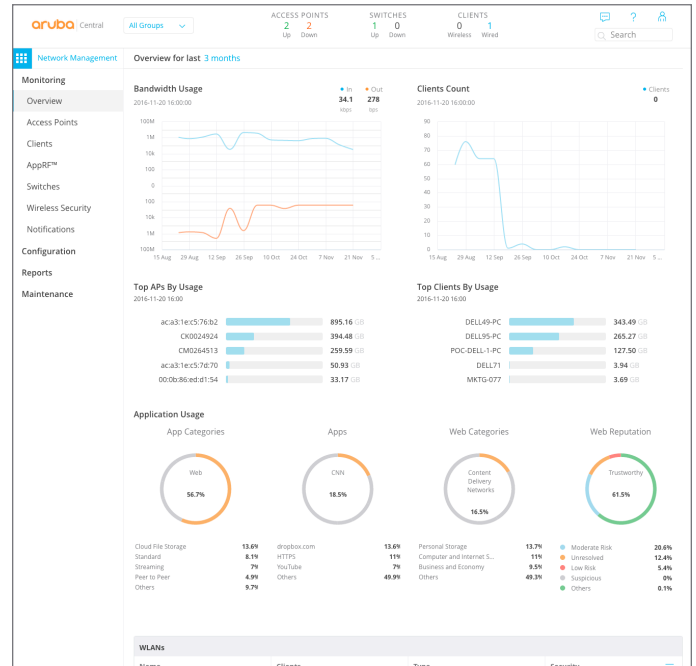 aruba Central
All Groups
ACCESS POINTS SWITCHES CLIENTS
2 2 1 0 0 1
Up Down Up Down Wireless Wired
?
Search
Network Management
Overview for last 3 months
Monitoring
Overview
Access Points
Clients
AppRF™
Switches
Wireless Security
Notifications
Configuration
Reports
Maintenance
Bandwidth Usage
In Out
2016-11-20 16:00:00
34.1 278
bps
100M
1M
10k
100
0
100
10k
1M
100M
15 Aug 29 Aug 12 Sep 26 Sep 10 Oct 24 Oct 7 Nov 21 Nov 5 ...
Clients Count
Clients
2016-11-20 16:00:00
0
90
80
70
60
50
40
30
20
10
0
15 Aug 29 Aug 12 Sep 26 Sep 10 Oct 24 Oct 7 Nov 21 Nov 5 ...
Top APs By Usage
2016-11-20 16:00
ac:a3:1e:c5:76:b2 895.16 GB
CK0024924 394.48 GB
CM0264513 259.59 GB
ac:a3:1e:c5:7d:70 50.93 GB
00:0b:86:ed:d1:54 33.17 GB
Top Clients By Usage
2016-11-20 16:00
DELL49-PC 343.49 GB
DELL95-PC 265.27 GB
POC-DELL-1-PC 127.50 GB
DELL71 3.94 GB
MKTG-077 3.69 GB
Application Usage
App Categories
Web
56.7%
Cloud File Storage 13.6%
Standard 8.1%
Streaming 7%
Peer to Peer 4.9%
Others 9.7%
Apps
CNN
18.5%
dropbox.com 13.6%
HTTPS 11%
YouTube 7%
Others 49.9%
Web Categories
Content
Delivery
Networks
16.5%
Personal Storage 13.7%
Computer and Internet S... 11%
Business and Economy 9.5%
Others 49.3%
Web Reputation
Trustworthy
61.5%
Moderate Risk 20.6%
Unresolved 12.4%
Low Risk 5.4%
Suspicious 0%
Others 0.1%
WLANs
Name Clients Type Security